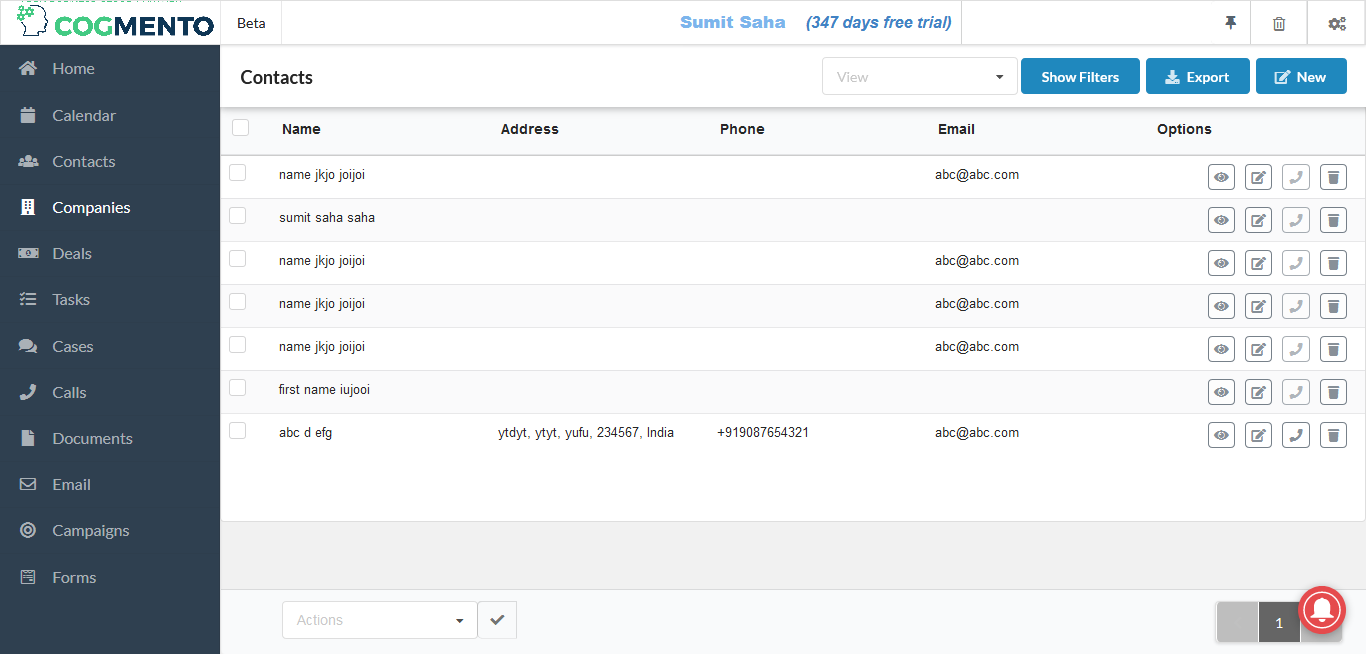 COGMENTO
Beta
Sumit Saha (347 days free trial)
Home
Calendar
Contacts
Companies
Deals
Tasks
Cases
Calls
Documents
Email
Campaigns
Forms
Contacts
View
Show Filters
Export
New
Name Address Phone Email Options
name jkjo joijoi abc@abc.com
sumit saha saha
name jkjo joijoi abc@abc.com
name jkjo joijoi abc@abc.com
name jkjo joijoi abc@abc.com
first name iujooi
abc d efg ytdyt, ytyt, yufu, 234567, India +919087654321 abc@abc.com
Actions
1